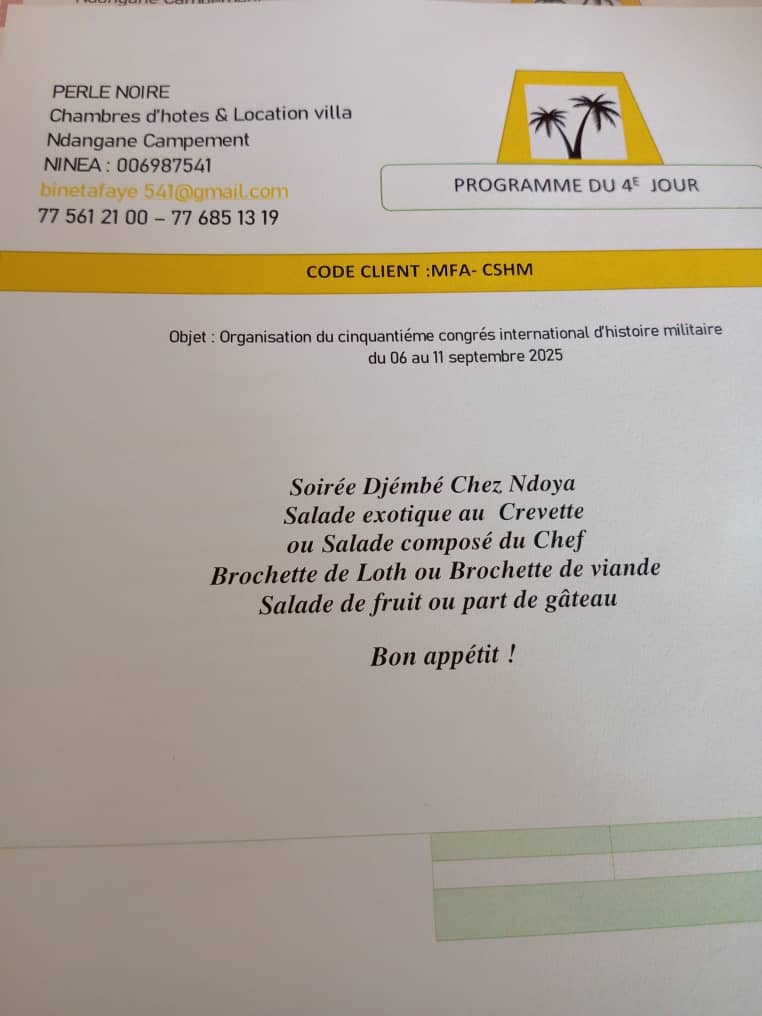 PERLE NOIRE
Chambres d'hotes & Location villa
Ndangane Campement
NINEA : 006987541
binetafaye 541@gmail.com
77 561 21 00 – 77 685 13 19
PROGRAMME DU 4E JOUR
CODE CLIENT :MFA- CSHM
Objet : Organisation du cinquantiéme congrés international d'histoire militaire
du 06 au 11 septembre 2025
Soirée Djémbé Chez Ndoya
Salade exotique au Crevette
ou Salade composé du Chef
Brochette de Loth ou Brochette de viande
Salade de fruit ou part de gâteau
Bon appétit !